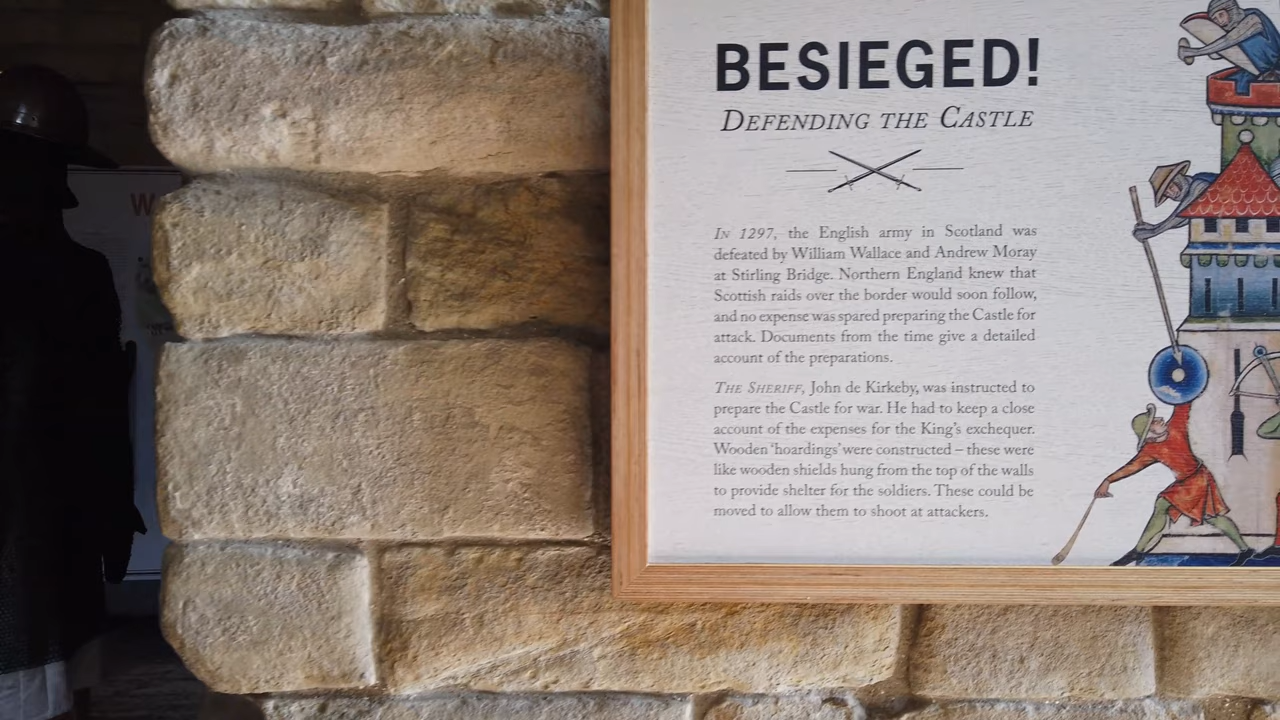 BESIEGED!
DEFENDING THE CASTLE
IN 1297, the English army in Scotland was
defeated by William Wallace and Andrew Moray
at Stirling Bridge. Northern England knew that
Scottish raids over the border would soon follow,
and no expense was spared preparing the Castle for
attack. Documents from the time give a detailed
account of the preparations.
THE SHERIFF, John de Kirkeby, was instructed to
prepare the Castle for war. He had to keep a close
account of the expenses for the King's exchequer.
Wooden 'hoardings' were constructed – these were
like wooden shields hung from the top of the walls
to provide shelter for the soldiers. These could be
moved to allow them to shoot at attackers.